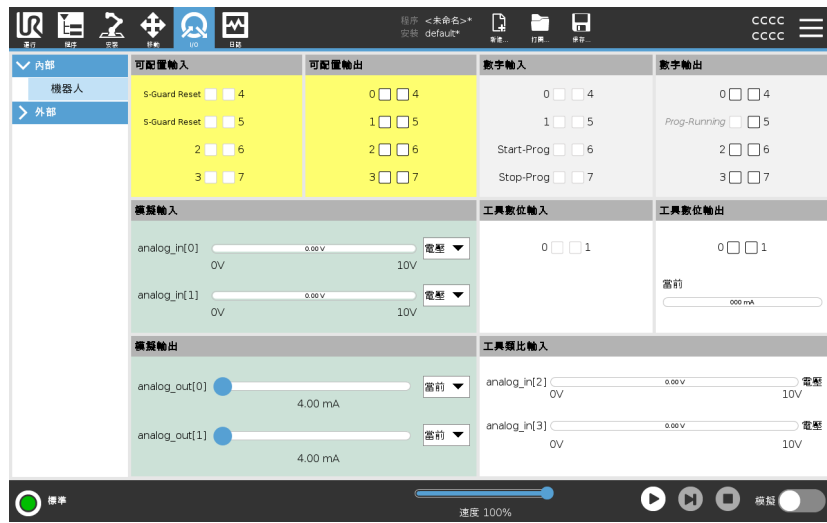 UR
運行 程序 安裝 移動 I/O 日誌
程序 <未命名>*
安裝 default*
新建... 打開... 保存...
CCCC
CCCC
內部
機器人
外部
可配置輸入
S-Guard Reset 4
S-Guard Reset 5
2 6
3 7
可配置輸出
0 4
1 5
2 6
3 7
數字輸入
0 4
1 5
Start-Prog 6
Stop-Prog 7
數字輸出
0 4
Prog-Running 5
2 6
3 7
模擬輸入
analog_in[0] 0.00 V 電壓
0V 10V
analog_in[1] 0.00 V 電壓
0V 10V
工具數位輸入
0 1
工具數位輸出
0 1
當前
000 mA
模擬輸出
analog_out[0] 當前
4.00 mA
analog_out[1] 當前
4.00 mA
工具類比輸入
analog_in[2] 0.00 V 電壓
0V 10V
analog_in[3] 0.00 V 電壓
0V 10V
標準
速度 100%
模擬